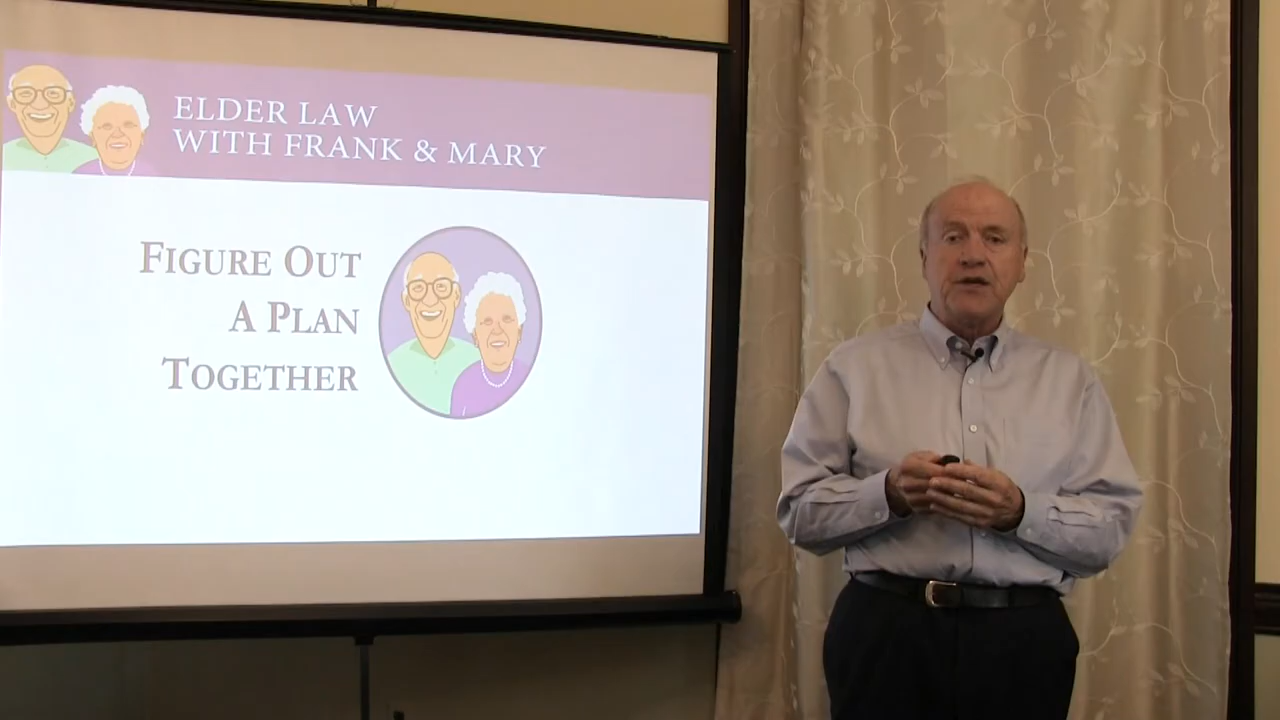 ELDER LAW
WITH FRANK & MARY
FIGURE OUT
A PLAN
TOGETHER